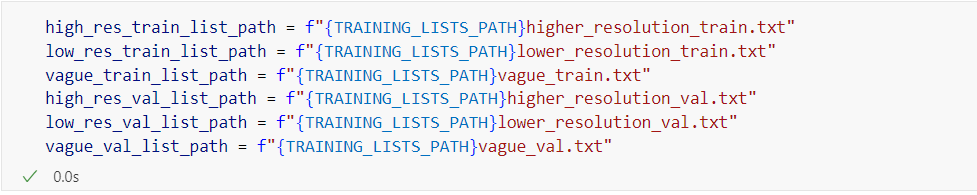 high_res_train_list_path = f"{TRAINING_LISTS_PATH}higher_resolution_train.txt"
low_res_train_list_path = f"{TRAINING_LISTS_PATH}lower_resolution_train.txt"
vague_train_list_path = f"{TRAINING_LISTS_PATH}vague_train.txt"
high_res_val_list_path = f"{TRAINING_LISTS_PATH}higher_resolution_val.txt"
low_res_val_list_path = f"{TRAINING_LISTS_PATH}lower_resolution_val.txt"
vague_val_list_path = f"{TRAINING_LISTS_PATH}vague_val.txt"
0.0s